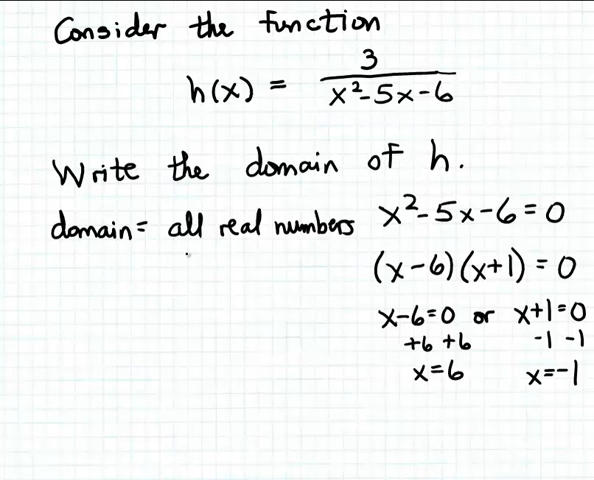 Consider the function
h(x) = 3 / (x²-5x-6)
Write the domain of h.
domain= all real numbers
x²-5x-6=0
(x-6)(x+1)=0
x-6=0 or x+1=0
+6 +6 -1 -1
x=6 x=-1